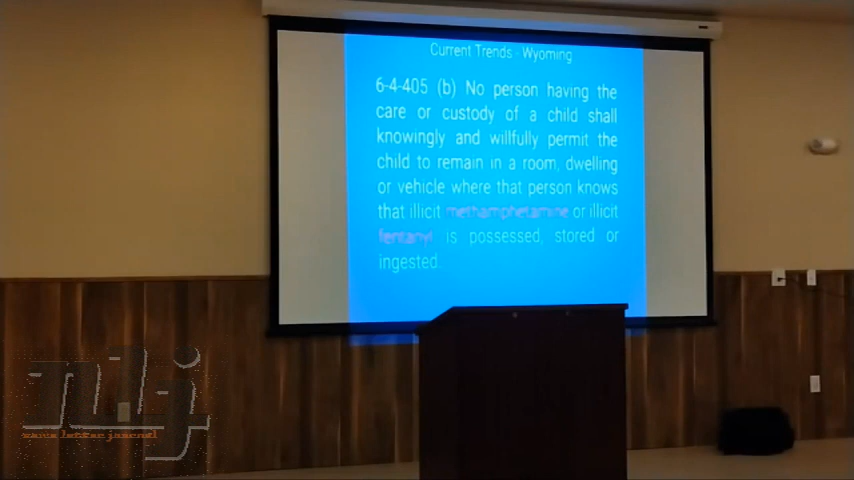 Current Trends - Wyoming
6-4-405 (b) No person having the
care or custody of a child shall
knowingly and willfully permit the
child to remain in a room, dwelling
or vehicle where that person knows
that illicit methamphetamine or illicit
fentanyl is possessed, stored or
ingested.
nlj